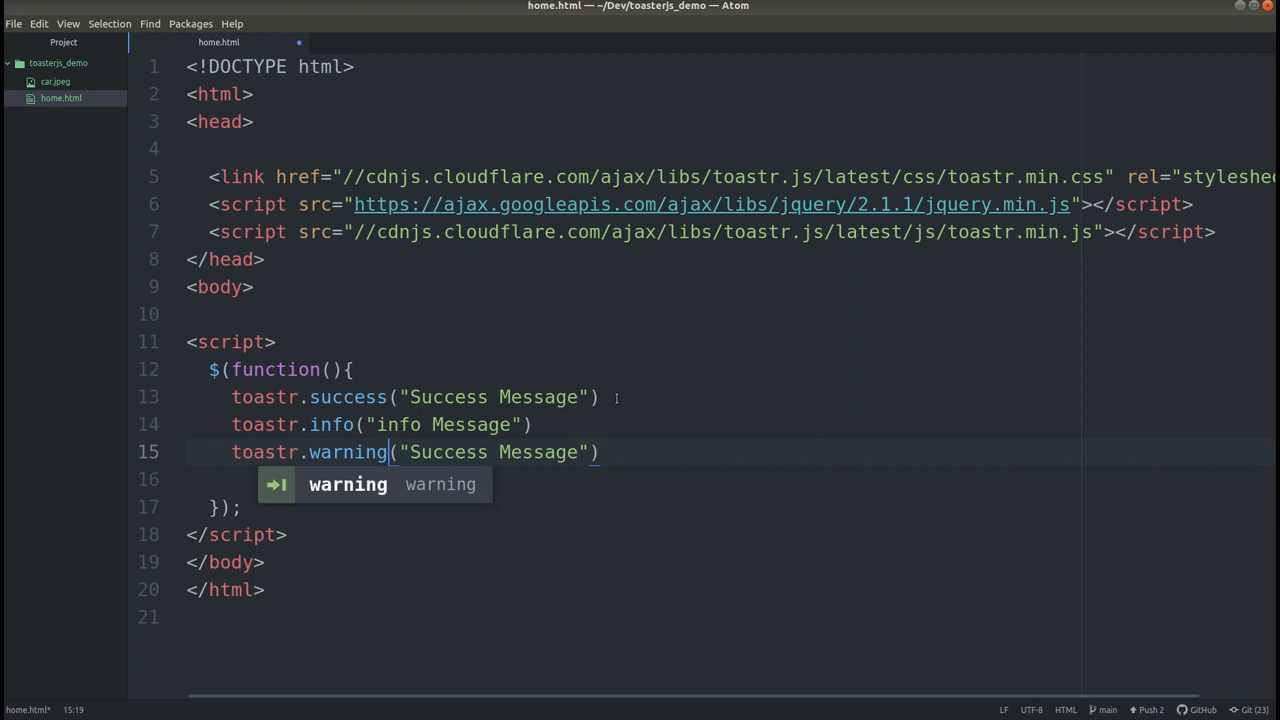 home.html — ~/Dev/toasterjs_demo — Atom
File Edit View Selection Find Packages Help
Project
home.html
toasterjs_demo
car.jpeg
home.html
1 <!DOCTYPE html>
2 <html>
3 <head>
4
5 <link href="//cdnjs.cloudflare.com/ajax/libs/toastr.js/latest/css/toastr.min.css" rel="styleshee
6 <script src="https://ajax.googleapis.com/ajax/libs/jquery/2.1.1/jquery.min.js"></script>
7 <script src="//cdnjs.cloudflare.com/ajax/libs/toastr.js/latest/js/toastr.min.js"></script>
8 </head>
9 <body>
10
11 <script>
12 $(function(){
13 toastr.success("Success Message")
14 toastr.info("info Message")
15 toastr.warning("Success Message")
16
warning warning
17 });
18 </script>
19 </body>
20 </html>
21
home.html* 15:19 LF UTF-8 HTML main Push 2 GitHub Git (23)